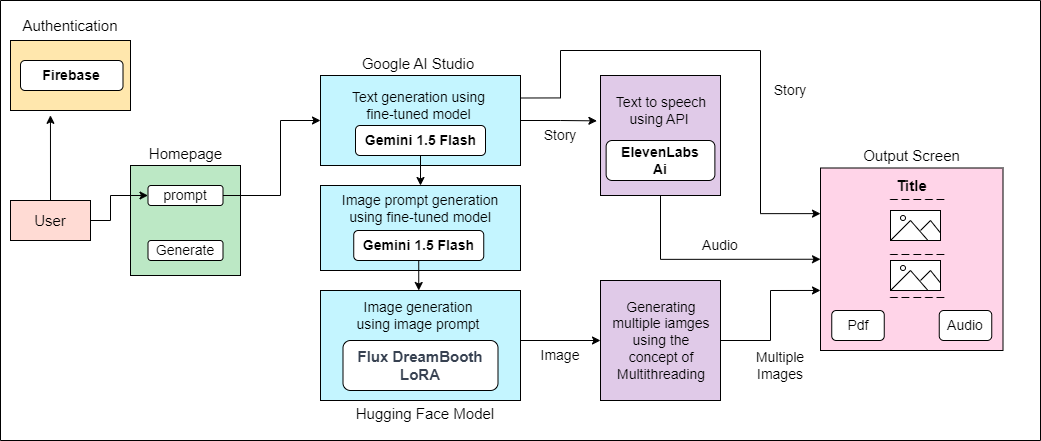 Authentication
Firebase
User
Homepage
prompt
Generate
Google AI Studio
Text generation using
fine-tuned model
Gemini 1.5 Flash
Image prompt generation
using fine-tuned model
Gemini 1.5 Flash
Image generation
using image prompt
Flux DreamBooth
LoRA
Hugging Face Model
Story
Text to speech
using API
ElevenLabs
Ai
Story
Audio
Image
Generating
multiple iamges
using the
concept of
Multithreading
Multiple
Images
Output Screen
Title
Pdf
Audio